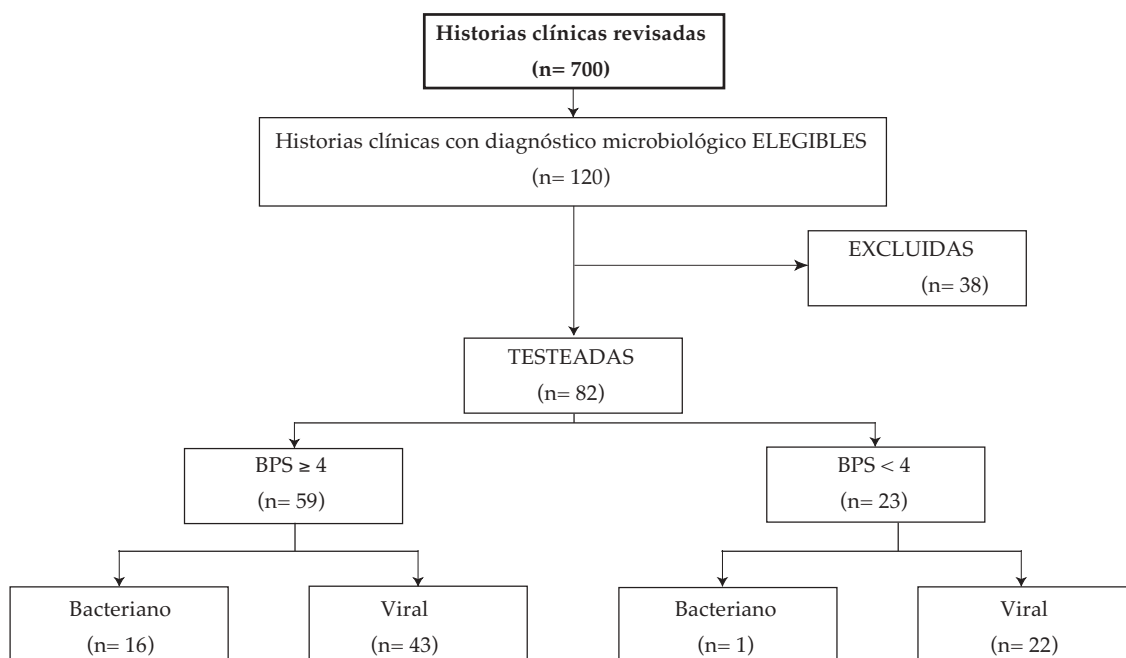 Historias clínicas revisadas
(n= 700)
Historias clínicas con diagnóstico microbiológico ELEGIBLES
(n= 120)
EXCLUIDAS
(n= 38)
TESTEADAS
(n= 82)
BPS ≥ 4
(n= 59)
BPS < 4
(n= 23)
Bacteriano
(n= 16)
Viral
(n= 43)
Bacteriano
(n= 1)
Viral
(n= 22)